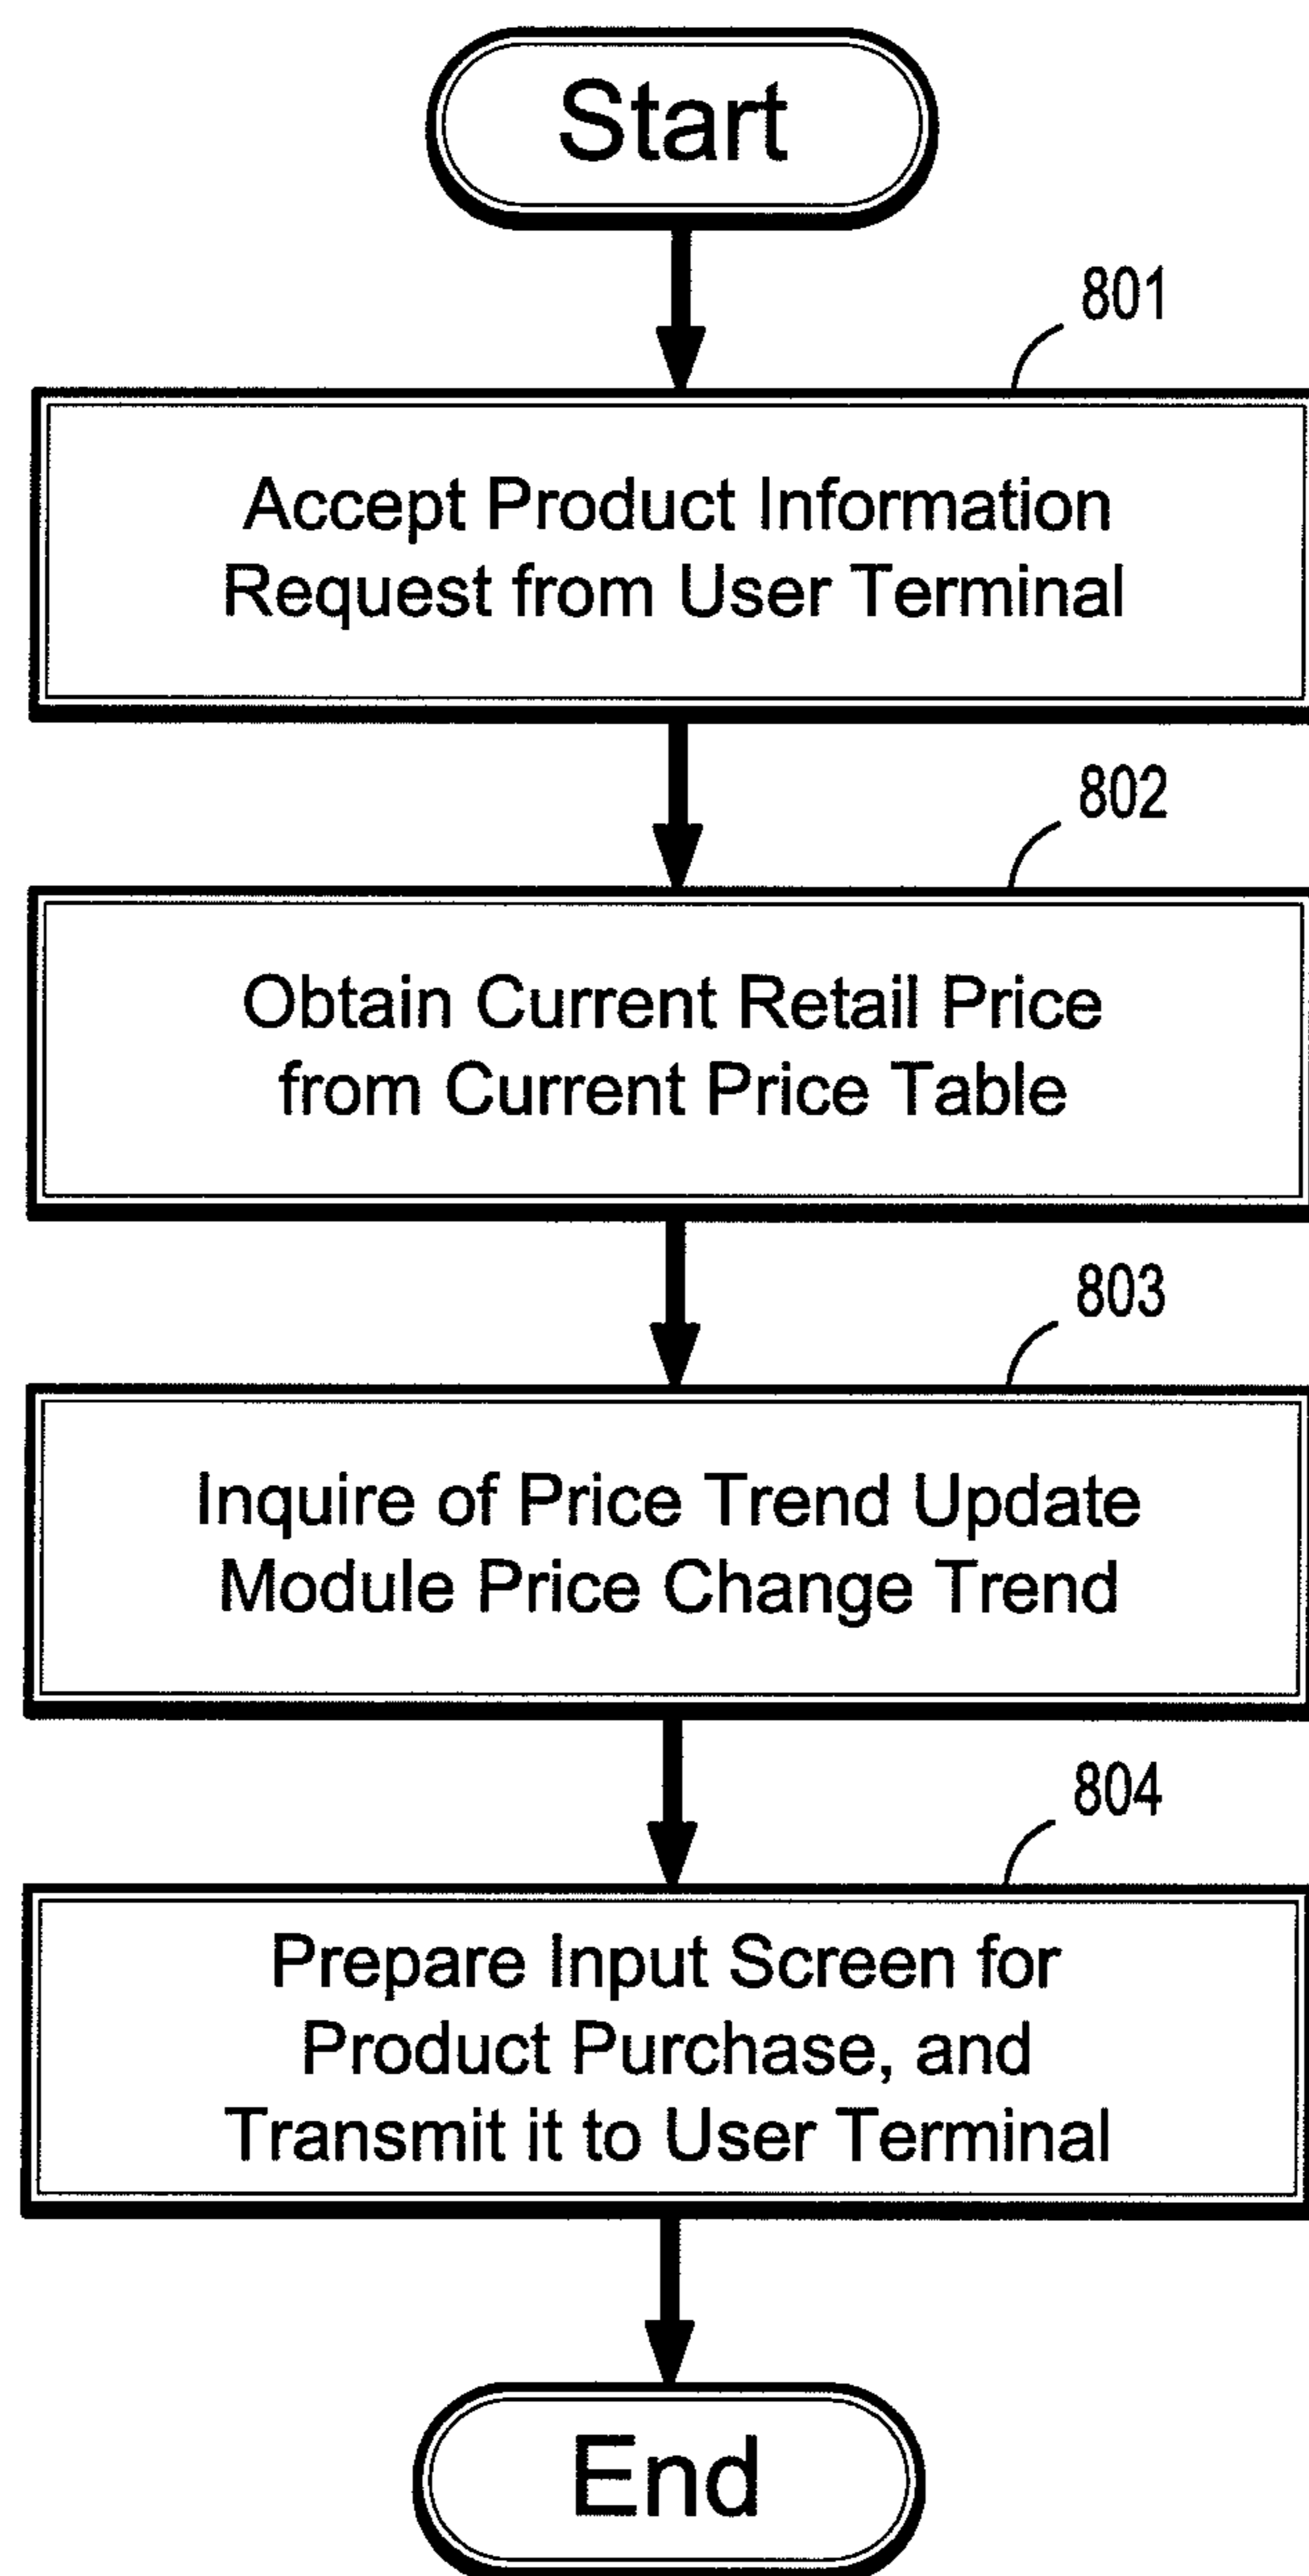 Start
801
Accept Product Information
Request from User Terminal
802
Obtain Current Retail Price
from Current Price Table
803
Inquire of Price Trend Update
Module Price Change Trend
804
Prepare Input Screen for
Product Purchase, and
Transmit it to User Terminal
End